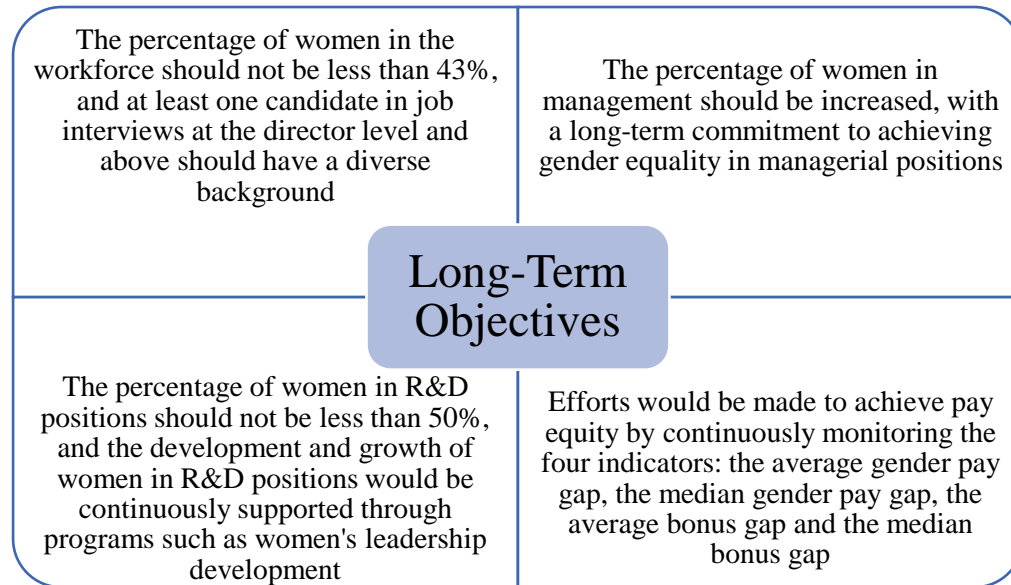 The percentage of women in the
workforce should not be less than 43%,
and at least one candidate in job
interviews at the director level and
above should have a diverse
background
The percentage of women in
management should be increased, with
a long-term commitment to achieving
gender equality in managerial positions
Long-Term
Objectives
The percentage of women in R&D
positions should not be less than 50%,
and the development and growth of
women in R&D positions would be
continuously supported through
programs such as women's leadership
development
Efforts would be made to achieve pay
equity by continuously monitoring the
four indicators: the average gender pay
gap, the median gender pay gap, the
average bonus gap and the median
bonus gap